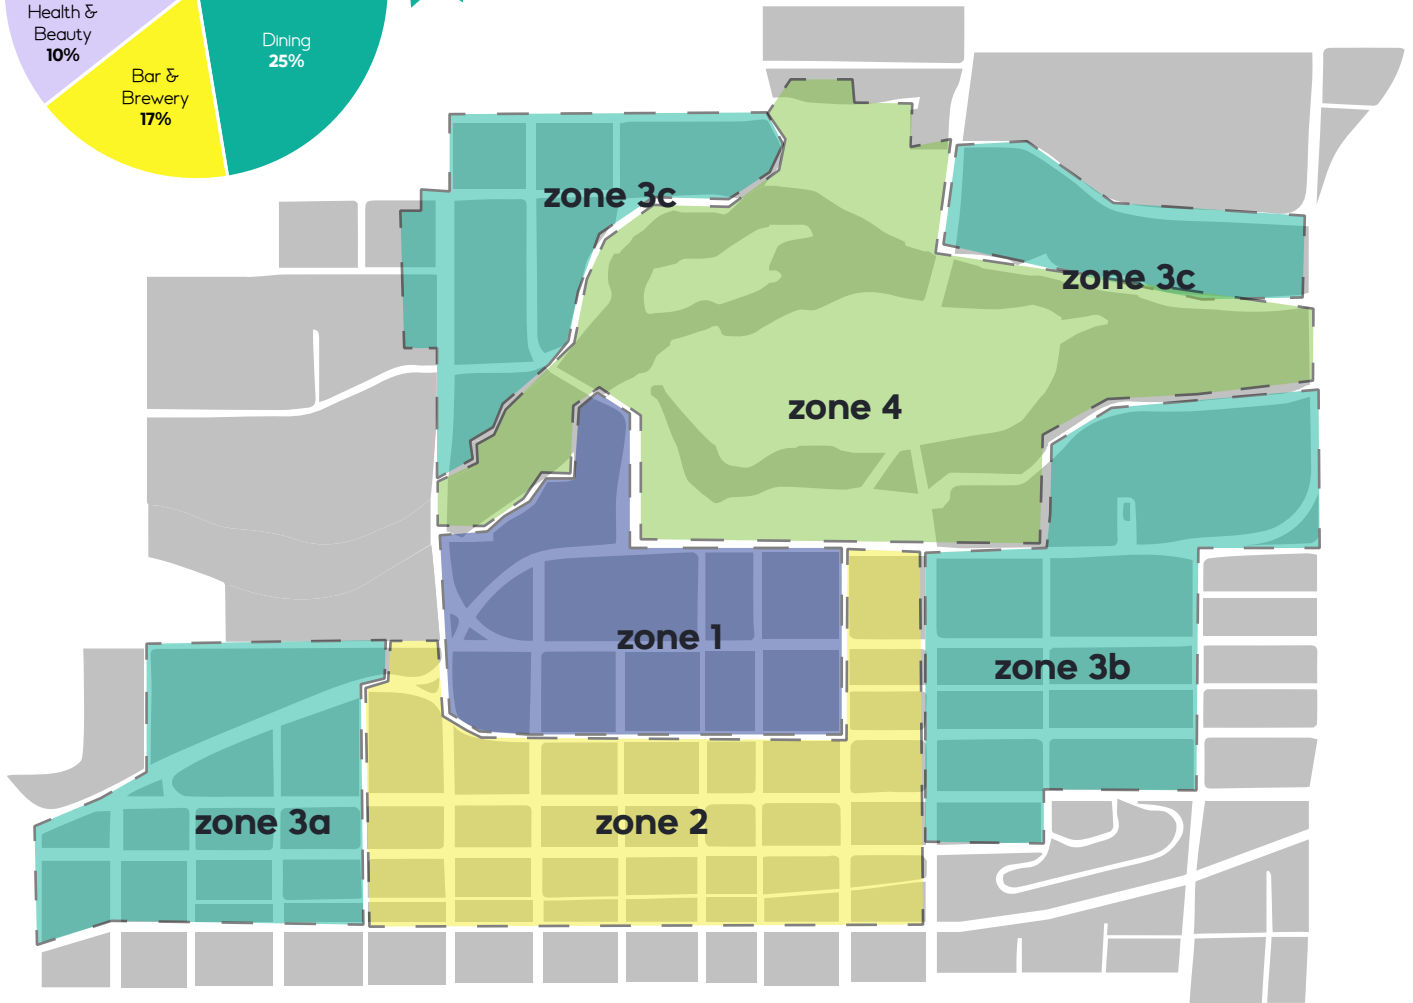 Health &
Beauty
10%
Bar &
Brewery
17%
Dining
25%
zone 3c
zone 3c
zone 4
zone 1
zone 3b
zone 3a
zone 2